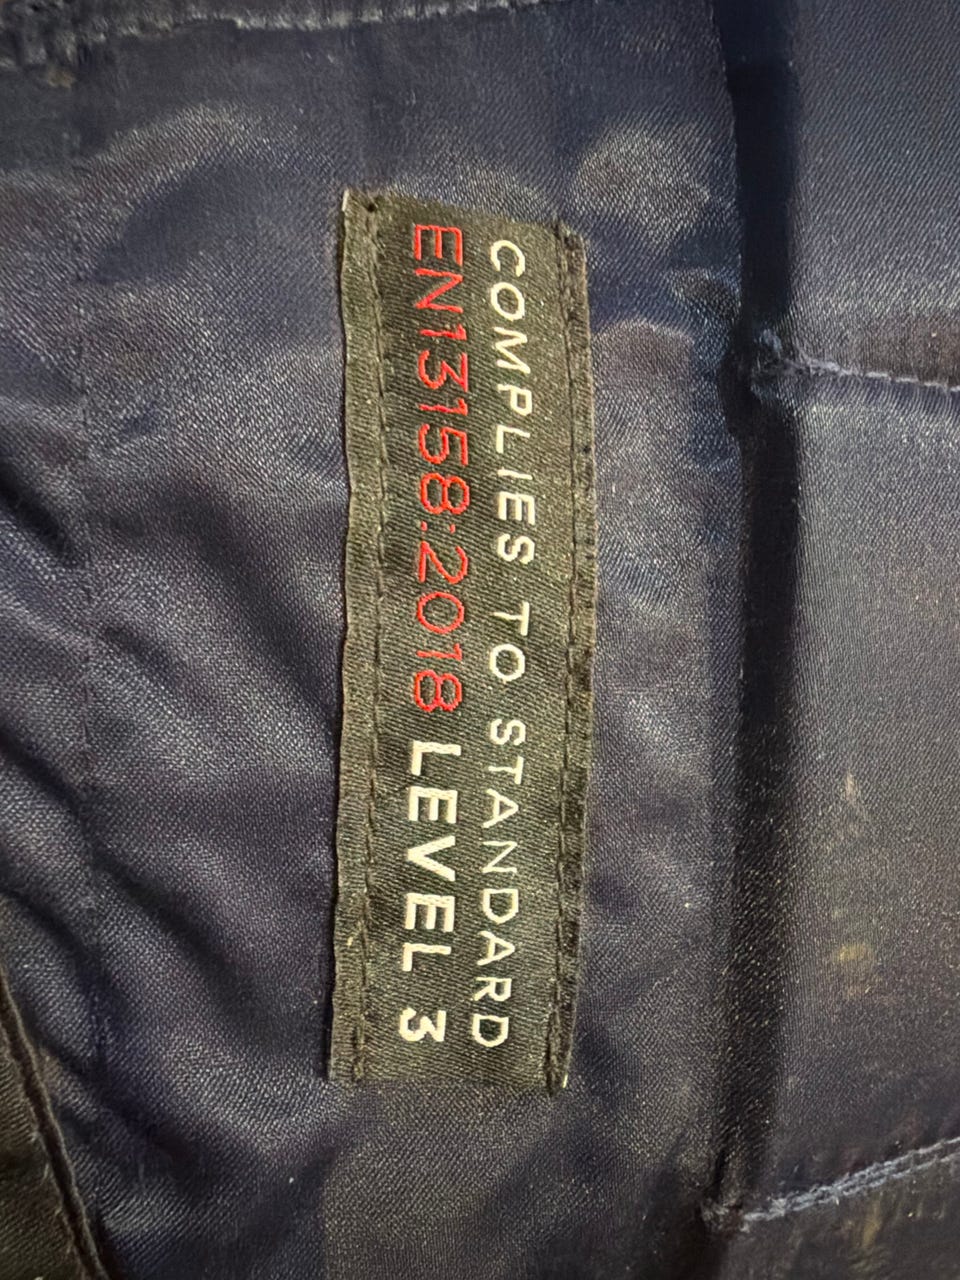 COMPLIES TO STANDARD
EN13158:2018 LEVEL 3